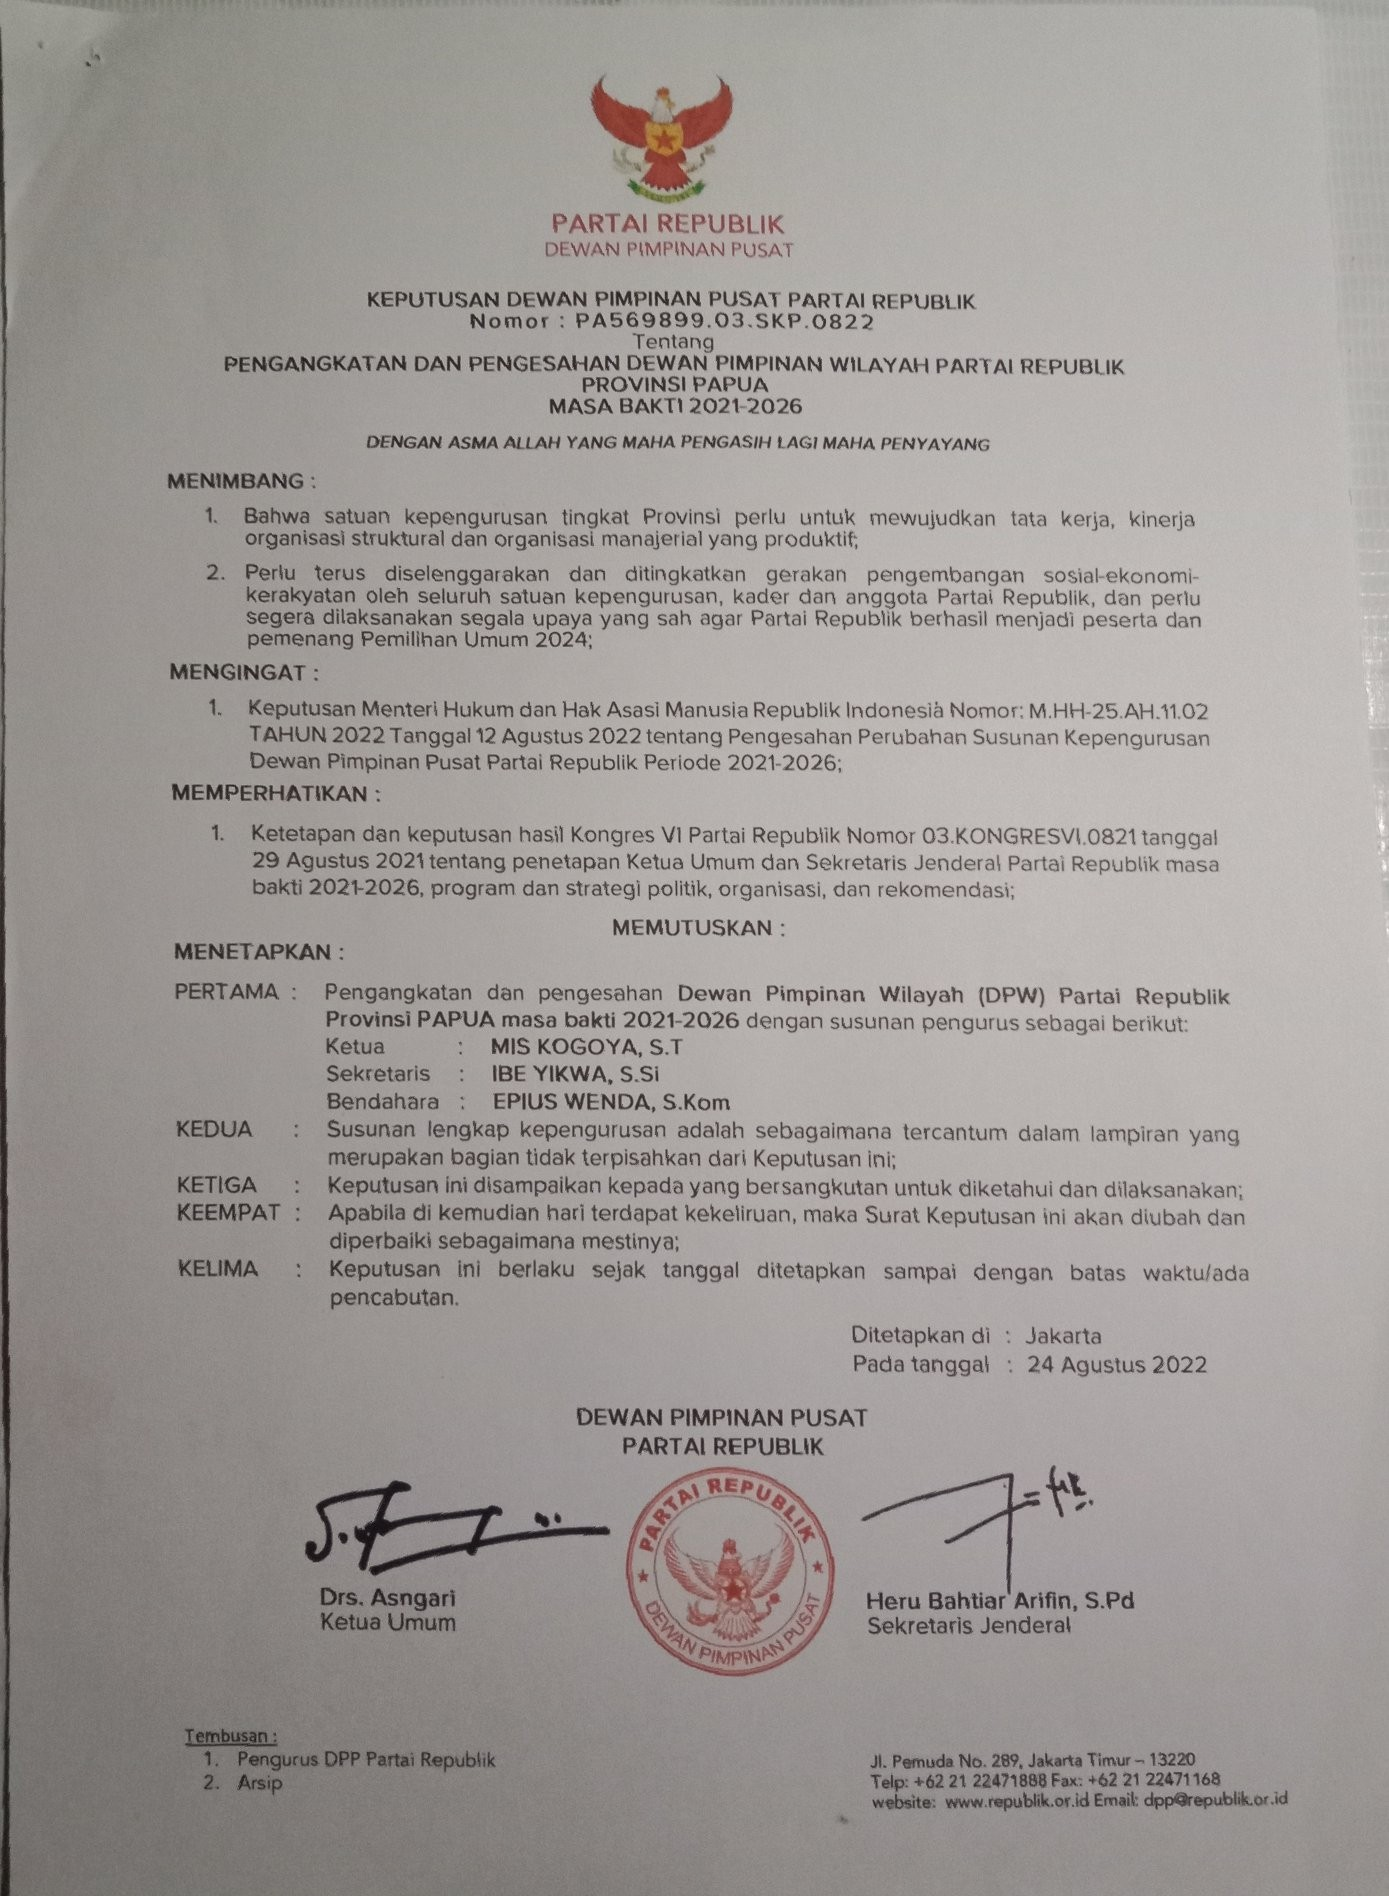 PARTAI REPUBLIK
DEWAN PIMPINAN PUSAT
KEPUTUSAN DEWAN PIMPINAN PUSAT PARTAI REPUBLIK
Nomor : PA569899.03.SKP.0822
Tentang
PENGANGKATAN DAN PENGESAHAN DEWAN PIMPINAN WILAYAH PARTAI REPUBLIK
PROVINSI PAPUA
MASA BAKTI 2021-2026
DENGAN ASMA ALLAH YANG MAHA PENGASIH LAGI MAHA PENYAYANG
MENIMBANG :
1. Bahwa satuan kepengurusan tingkat Provinsi perlu untuk mewujudkan tata kerja, kinerja
organisasi struktural dan organisasi manajerial yang produktif;
2. Perlu terus diselenggarakan dan ditingkatkan gerakan pengembangan sosial-ekonomi-
kerakyatan oleh seluruh satuan kepengurusan, kader dan anggota Partai Republik, dan perlu
segera dilaksanakan segala upaya yang sah agar Partai Republik berhasil menjadi peserta dan
pemenang Pemilihan Umum 2024;
MENGINGAT :
1. Keputusan Menteri Hukum dan Hak Asasi Manusia Republik Indonesia Nomor: M.HH-25.AH.11.02
TAHUN 2022 Tanggal 12 Agustus 2022 tentang Pengesahan Perubahan Susunan Kepengurusan
Dewan Pimpinan Pusat Partai Republik Periode 2021-2026;
MEMPERHATIKAN :
1. Ketetapan dan keputusan hasil Kongres VI Partai Republik Nomor 03.KONGRESVI.0821 tanggal
29 Agustus 2021 tentang penetapan Ketua Umum dan Sekretaris Jenderal Partai Republik masa
bakti 2021-2026, program dan strategi politik, organisasi, dan rekomendasi;
MEMUTUSKAN :
MENETAPKAN :
PERTAMA : Pengangkatan dan pengesahan Dewan Pimpinan Wilayah (DPW) Partai Republik
Provinsi PAPUA masa bakti 2021-2026 dengan susunan pengurus sebagai berikut:
Ketua : MIS KOGOYA, S.T
Sekretaris : IBE YIKWA, S.Si
Bendahara : EPIUS WENDA, S.Kom
KEDUA : Susunan lengkap kepengurusan adalah sebagaimana tercantum dalam lampiran yang
merupakan bagian tidak terpisahkan dari Keputusan ini;
KETIGA : Keputusan ini disampaikan kepada yang bersangkutan untuk diketahui dan dilaksanakan;
KEEMPAT : Apabila di kemudian hari terdapat kekeliruan, maka Surat Keputusan ini akan diubah dan
diperbaiki sebagaimana mestinya;
KELIMA : Keputusan ini berlaku sejak tanggal ditetapkan sampai dengan batas waktu/ada
pencabutan.
Ditetapkan di : Jakarta
Pada tanggal : 24 Agustus 2022
DEWAN PIMPINAN PUSAT
PARTAI REPUBLIK
PARTAI REPUBLIK
DEWAN PIMPINAN PUSAT
Drs. Asngari
Ketua Umum
Heru Bahtiar Arifin, S.Pd
Sekretaris Jenderal
Tembusan :
1. Pengurus DPP Partai Republik
2. Arsip
Jl. Pemuda No. 289, Jakarta Timur – 13220
Telp: +62 21 22471888 Fax: +62 21 22471168
website: www.republik.or.id Email: dpp@republik.or.id